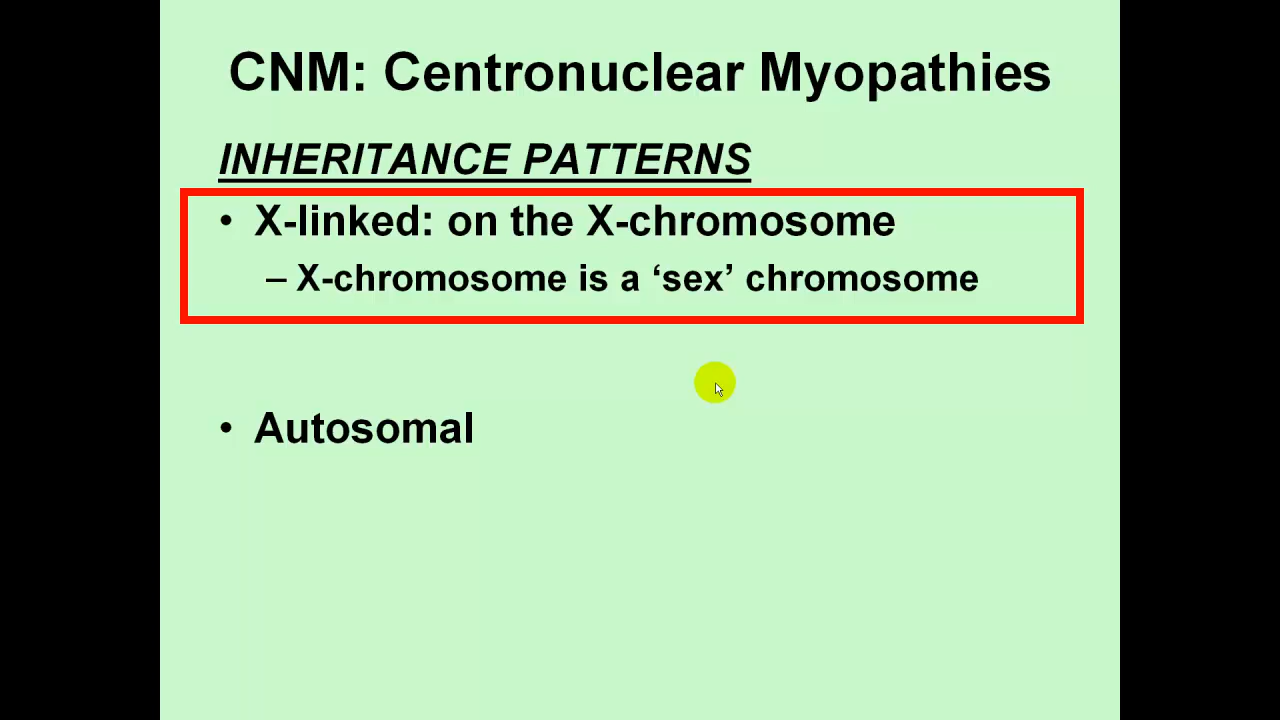 CNM: Centronuclear Myopathies
INHERITANCE PATTERNS
• X-linked: on the X-chromosome
– X-chromosome is a ‘sex’ chromosome
• Autosomal